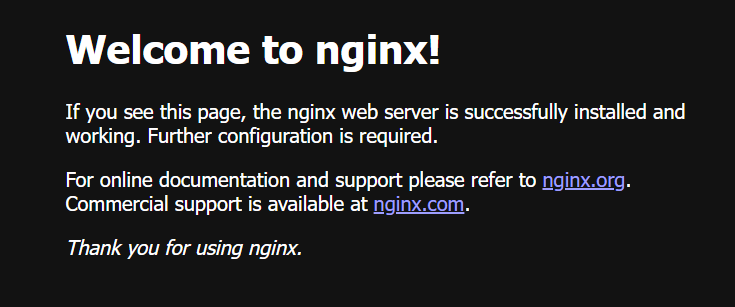 Welcome to nginx!
If you see this page, the nginx web server is successfully installed and
working. Further configuration is required.
For online documentation and support please refer to nginx.org.
Commercial support is available at nginx.com.
Thank you for using nginx.